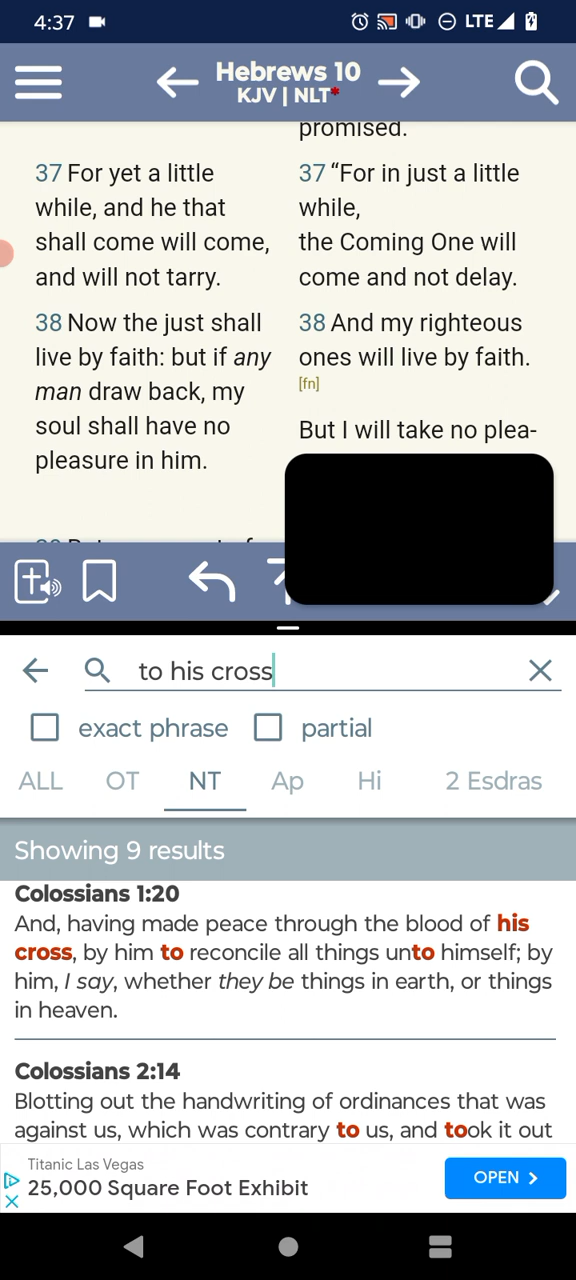 4:37
LTE
Hebrews 10
KJV | NLT*
promised.
37 For yet a little
while, and he that
shall come will come,
and will not tarry.
38 Now the just shall
live by faith: but if any
man draw back, my
soul shall have no
pleasure in him.
37 “For in just a little
while,
the Coming One will
come and not delay.
38 And my righteous
ones will live by faith.
[fn]
But I will take no plea-
to his cross
exact phrase
partial
ALL OT NT Ap Hi 2 Esdras
Showing 9 results
Colossians 1:20
And, having made peace through the blood of his
cross, by him to reconcile all things unto himself; by
him, I say, whether they be things in earth, or things
in heaven.
Colossians 2:14
Blotting out the handwriting of ordinances that was
against us, which was contrary to us, and took it out
Titanic Las Vegas
25,000 Square Foot Exhibit
OPEN